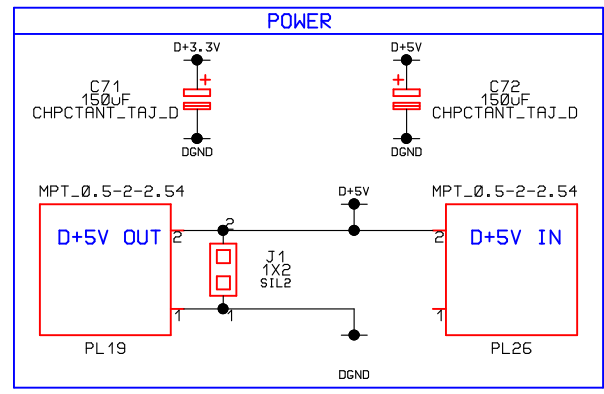 POWER
D+3.3V
D+5V
C71
150uF
CHPCTANT_TAJ_D
C72
150uF
CHPCTANT_TAJ_D
DGND
DGND
MPT_0.5-2-2.54
D+5V
MPT_0.5-2-2.54
D+5V OUT
2
2
2
D+5V IN
J1
1X2
SIL2
1
1
1
PL19
PL26
DGND